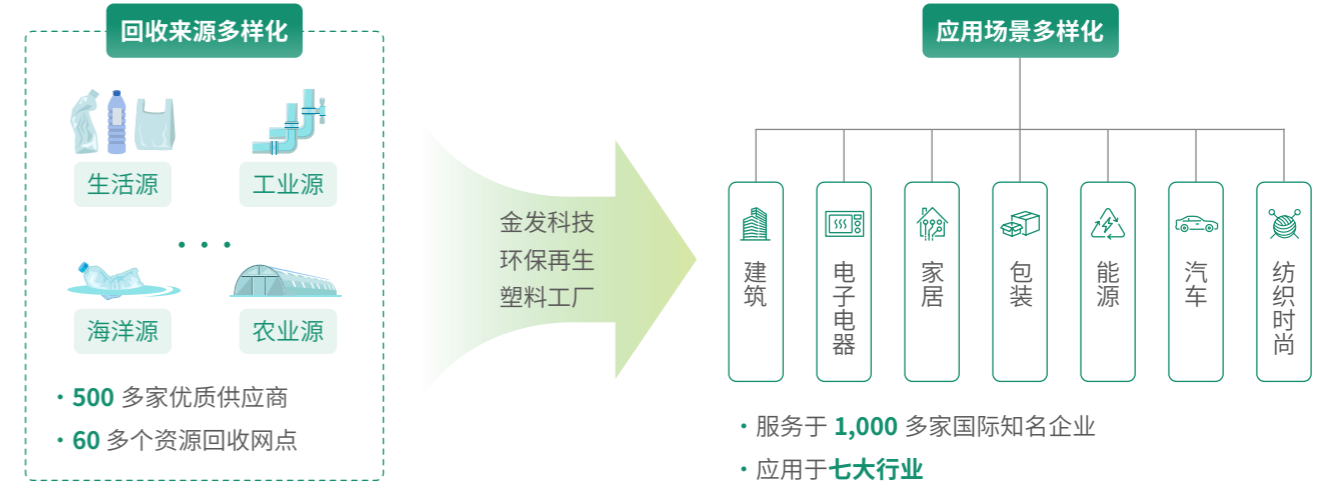 回收来源多样化
生活源
工业源
海洋源
农业源
· 500 多家优质供应商
· 60 多个资源回收网点
金发科技
环保再生
塑料工厂
应用场景多样化
建筑
电子电器
家居
包装
能源
汽车
纺织时尚
· 服务于 1,000 多家国际知名企业
· 应用于七大行业